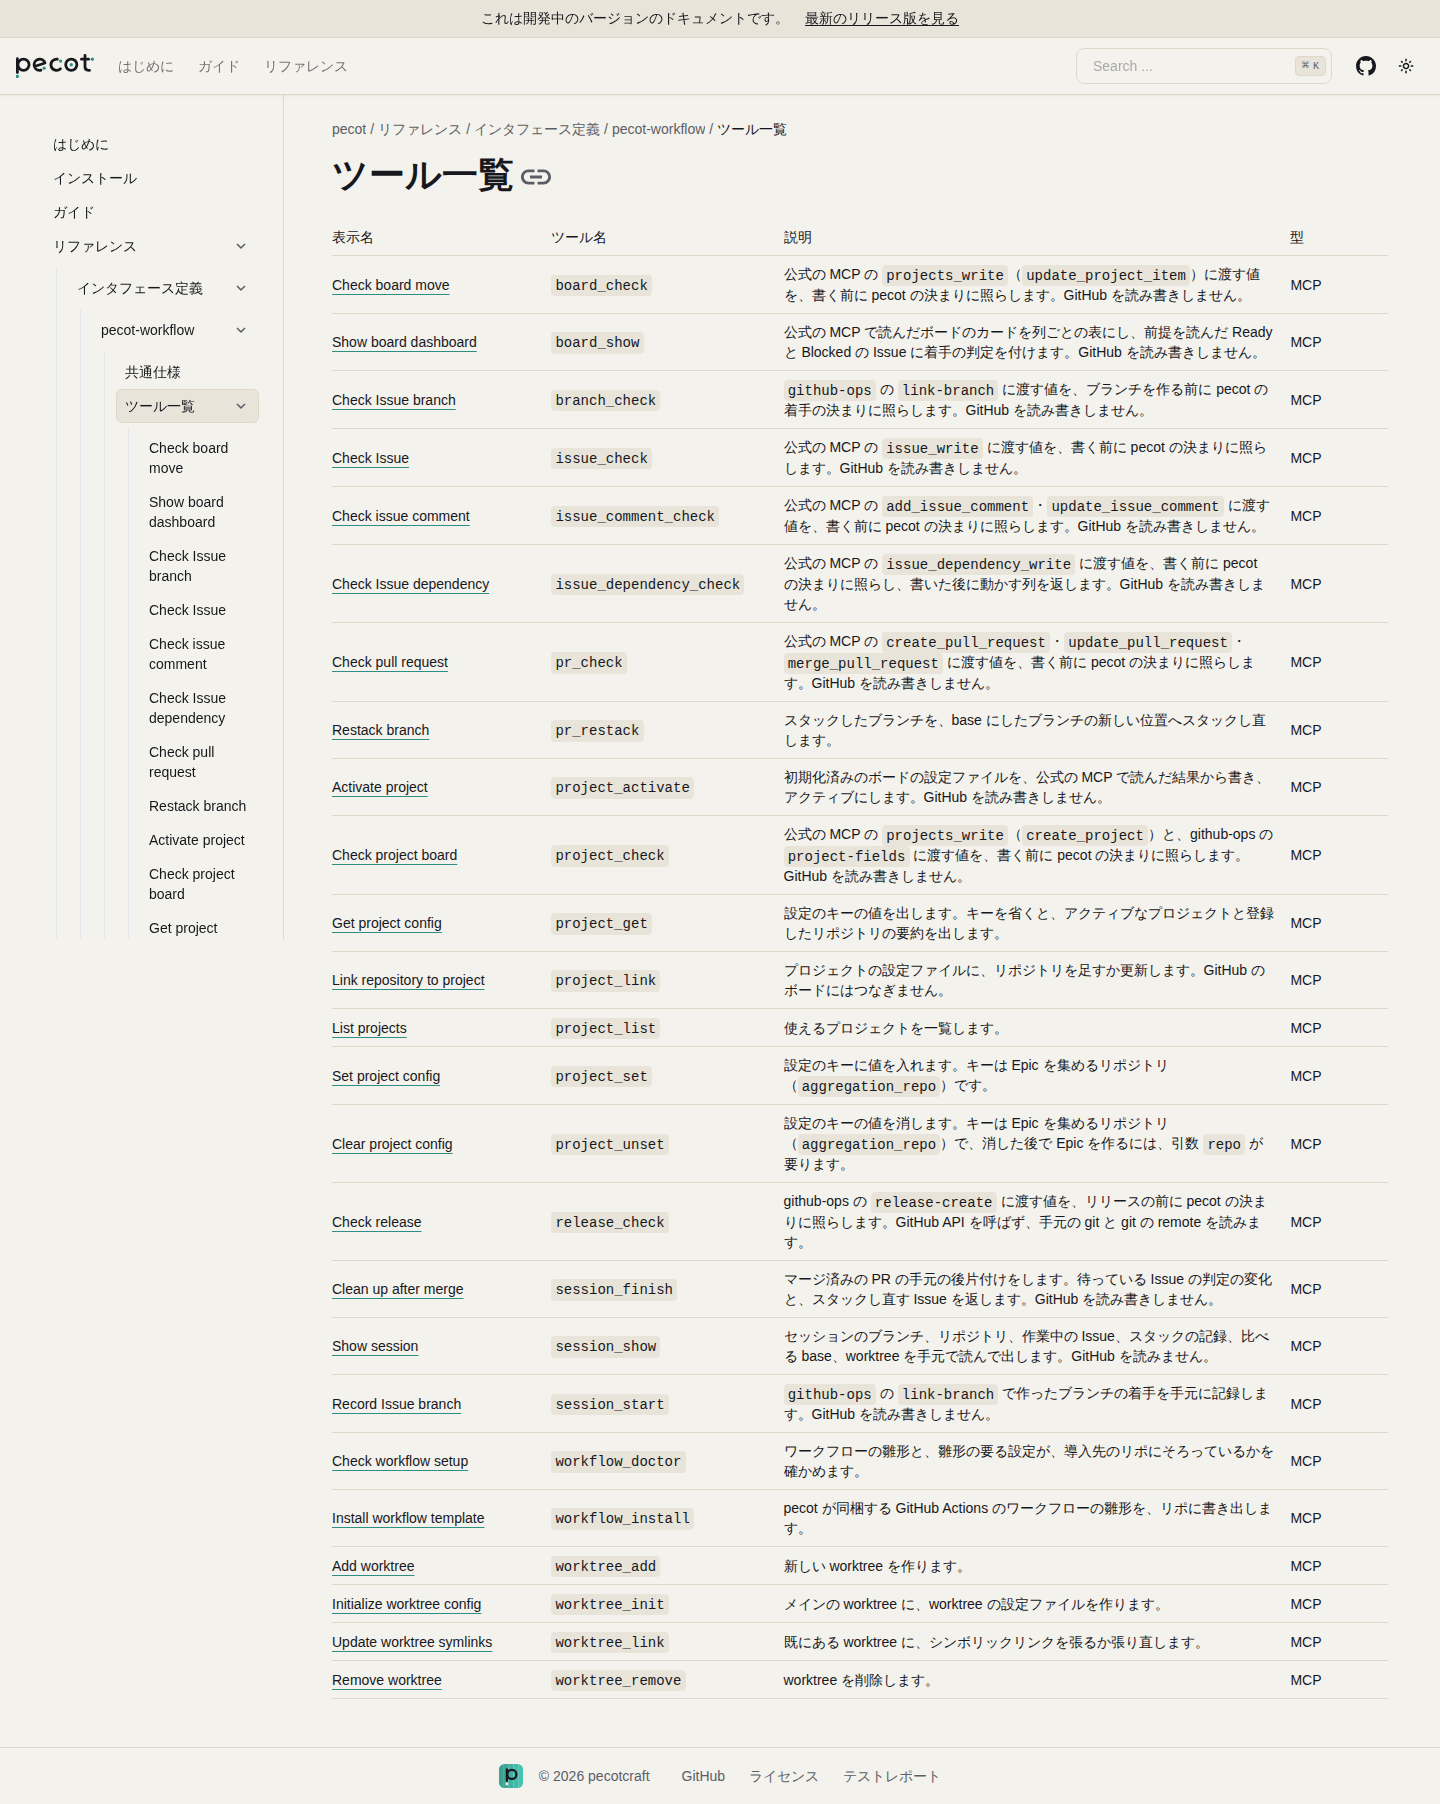 これは開発中のバージョンのドキュメントです。 最新のリリース版を見る
pecot はじめに ガイド リファレンス Search ... ⌘ K
はじめに
インストール
ガイド
リファレンス
インタフェース定義
pecot-workflow
共通仕様
ツール一覧
Check board
move
Show board
dashboard
Check Issue
branch
Check Issue
Check issue
comment
Check Issue
dependency
Check pull
request
Restack branch
Activate project
Check project
board
Get project
pecot / リファレンス / インタフェース定義 / pecot-workflow / ツール一覧
ツール一覧
表示名 ツール名 説明 型
Check board move board_check 公式の MCP の projects_write（update_project_item）に渡す値
を、書く前に pecot の決まりに照らします。GitHub を読み書きしません。 MCP
Show board dashboard board_show 公式の MCP で読んだボードのカードを列ごとの表にし、前提を読んだ Ready
と Blocked の Issue に着手の判定を付けます。GitHub を読み書きしません。 MCP
Check Issue branch branch_check github-ops の link-branch に渡す値を、ブランチを作る前に pecot の
着手の決まりに照らします。GitHub を読み書きしません。 MCP
Check Issue issue_check 公式の MCP の issue_write に渡す値を、書く前に pecot の決まりに照ら
します。GitHub を読み書きしません。 MCP
Check issue comment issue_comment_check 公式の MCP の add_issue_comment・update_issue_comment に渡す
値を、書く前に pecot の決まりに照らします。GitHub を読み書きしません。 MCP
Check Issue dependency issue_dependency_check 公式の MCP の issue_dependency_write に渡す値を、書く前に pecot
の決まりに照らし、書いた後に動かす列を返します。GitHub を読み書きしま
せん。 MCP
Check pull request pr_check 公式の MCP の create_pull_request・update_pull_request・
merge_pull_request に渡す値を、書く前に pecot の決まりに照らしま
す。GitHub を読み書きしません。 MCP
Restack branch pr_restack スタックしたブランチを、base にしたブランチの新しい位置へスタックし直
します。 MCP
Activate project project_activate 初期化済みのボードの設定ファイルを、公式の MCP で読んだ結果から書き、
アクティブにします。GitHub を読み書きしません。 MCP
Check project board project_check 公式の MCP の projects_write（create_project）と、github-ops の
project-fields に渡す値を、書く前に pecot の決まりに照らします。
GitHub を読み書きしません。 MCP
Get project config project_get 設定のキーの値を出します。キーを省くと、アクティブなプロジェクトと登録
したリポジトリの要約を出します。 MCP
Link repository to project project_link プロジェクトの設定ファイルに、リポジトリを足すか更新します。GitHub の
ボードにはつなぎません。 MCP
List projects project_list 使えるプロジェクトを一覧します。 MCP
Set project config project_set 設定のキーに値を入れます。キーは Epic を集めるリポジトリ
（aggregation_repo）です。 MCP
Clear project config project_unset 設定のキーの値を消します。キーは Epic を集めるリポジトリ
（aggregation_repo）で、消した後で Epic を作るには、引数 repo が
要ります。 MCP
Check release release_check github-ops の release-create に渡す値を、リリースの前に pecot の決ま
りに照らします。GitHub API を呼ばず、手元の git と git の remote を読みま
す。 MCP
Clean up after merge session_finish マージ済みの PR の手元の後片付けをします。待っている Issue の判定の変化
と、スタックし直す Issue を返します。GitHub を読み書きしません。 MCP
Show session session_show セッションのブランチ、リポジトリ、作業中の Issue、スタックの記録、比べ
る base、worktree を手元で読んで出します。GitHub を読みません。 MCP
Record Issue branch session_start github-ops の link-branch で作ったブランチの着手を手元に記録しま
す。GitHub を読み書きしません。 MCP
Check workflow setup workflow_doctor ワークフローの雛形と、雛形の要る設定が、導入先のリポにそろっているかを
確かめます。 MCP
Install workflow template workflow_install pecot が同梱する GitHub Actions のワークフローの雛形を、リポに書き出しま
す。 MCP
Add worktree worktree_add 新しい worktree を作ります。 MCP
Initialize worktree config worktree_init メインの worktree に、worktree の設定ファイルを作ります。 MCP
Update worktree symlinks worktree_link 既にある worktree に、シンボリックリンクを張るか張り直します。 MCP
Remove worktree worktree_remove worktree を削除します。 MCP
p © 2026 pecotcraft GitHub ライセンス テストレポート